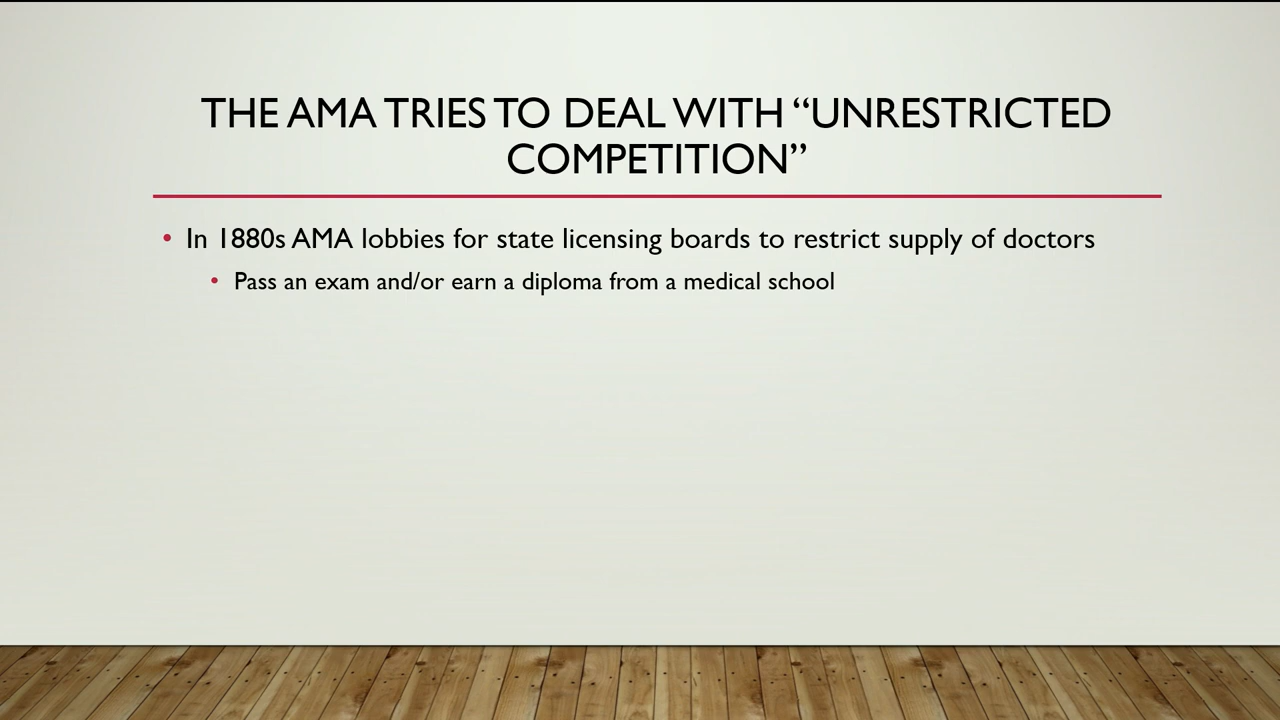 THE AMA TRIES TO DEAL WITH “UNRESTRICTED
COMPETITION”
• In 1880s AMA lobbies for state licensing boards to restrict supply of doctors
• Pass an exam and/or earn a diploma from a medical school